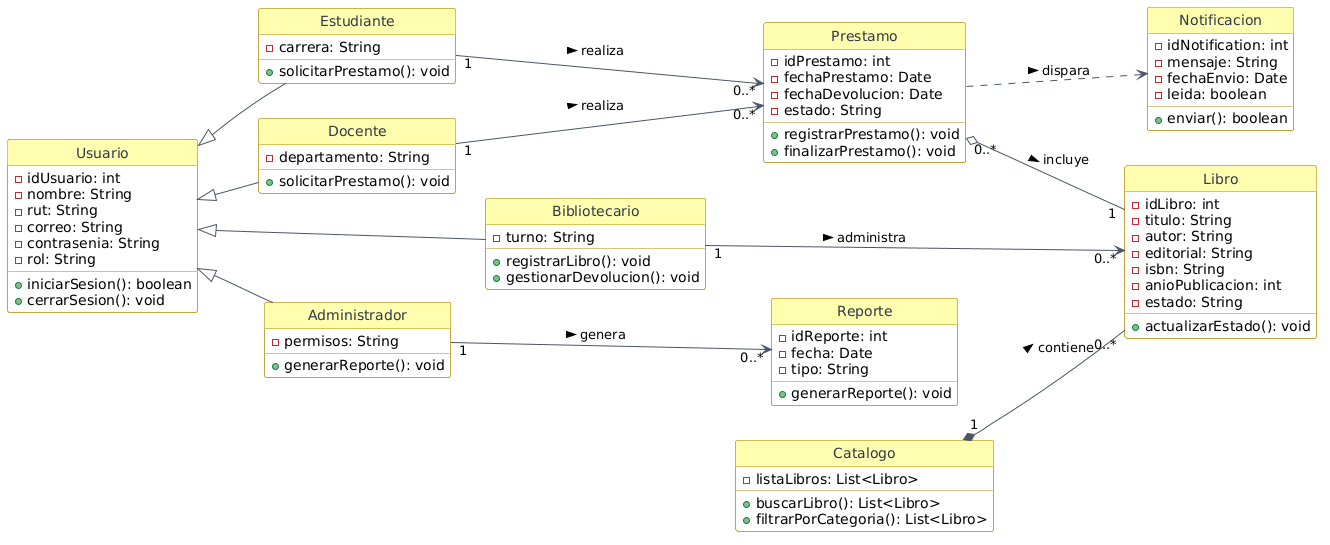 Estudiante
carrera: String
solicitarPrestamo(): void
Docente
departamento: String
solicitarPrestamo(): void
Usuario
idUsuario: int
nombre: String
rut: String
correo: String
contrasenia: String
rol: String
iniciarSesion(): boolean
cerrarSesion(): void
Bibliotecario
turno: String
registrarLibro(): void
gestionarDevolucion(): void
Administrador
permisos: String
generarReporte(): void
1
realiza
0..*
1
realiza
0..*
Prestamo
idPrestamo: int
fechaPrestamo: Date
fechaDevolucion: Date
estado: String
registrarPrestamo(): void
finalizarPrestamo(): void
dispara
Notificacion
idNotification: int
mensaje: String
fechaEnvio: Date
leida: boolean
enviar(): boolean
0..*
incluye
1
Libro
idLibro: int
titulo: String
autor: String
editorial: String
isbn: String
anioPublicacion: int
estado: String
actualizarEstado(): void
1
administra
0..*
1
genera
0..*
Reporte
idReporte: int
fecha: Date
tipo: String
generarReporte(): void
1
contiene
0..*
Catalogo
listaLibros: List<Libro>
buscarLibro(): List<Libro>
filtrarPorCategoria(): List<Libro>